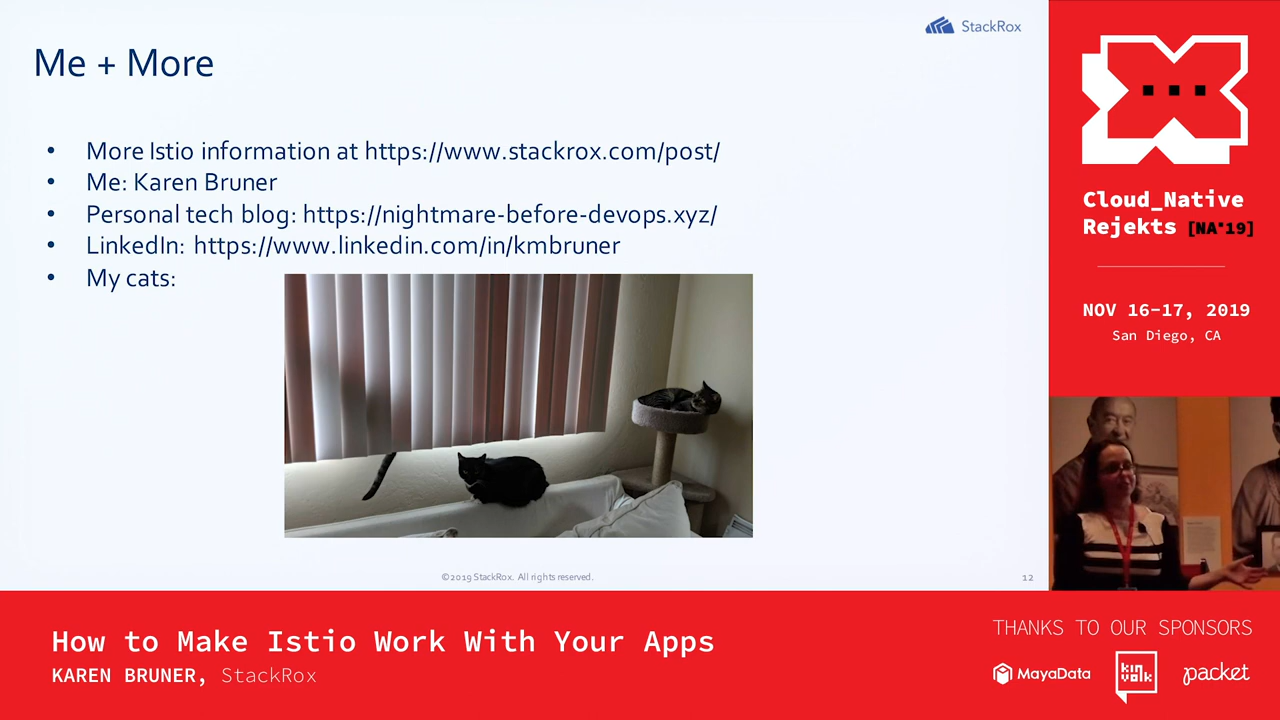 StackRox
Me + More
• More Istio information at https://www.stackrox.com/post/
• Me: Karen Bruner
• Personal tech blog: https://nightmare-before-devops.xyz/
• LinkedIn: https://www.linkedin.com/in/kmbruner
• My cats:
©2019 StackRox. All rights reserved.
12
Cloud_Native
Rejekts [NA'19]
NOV 16-17, 2019
San Diego, CA
How to Make Istio Work With Your Apps
KAREN BRUNER, StackRox
THANKS TO OUR SPONSORS
MayaData
kinvolk
packet